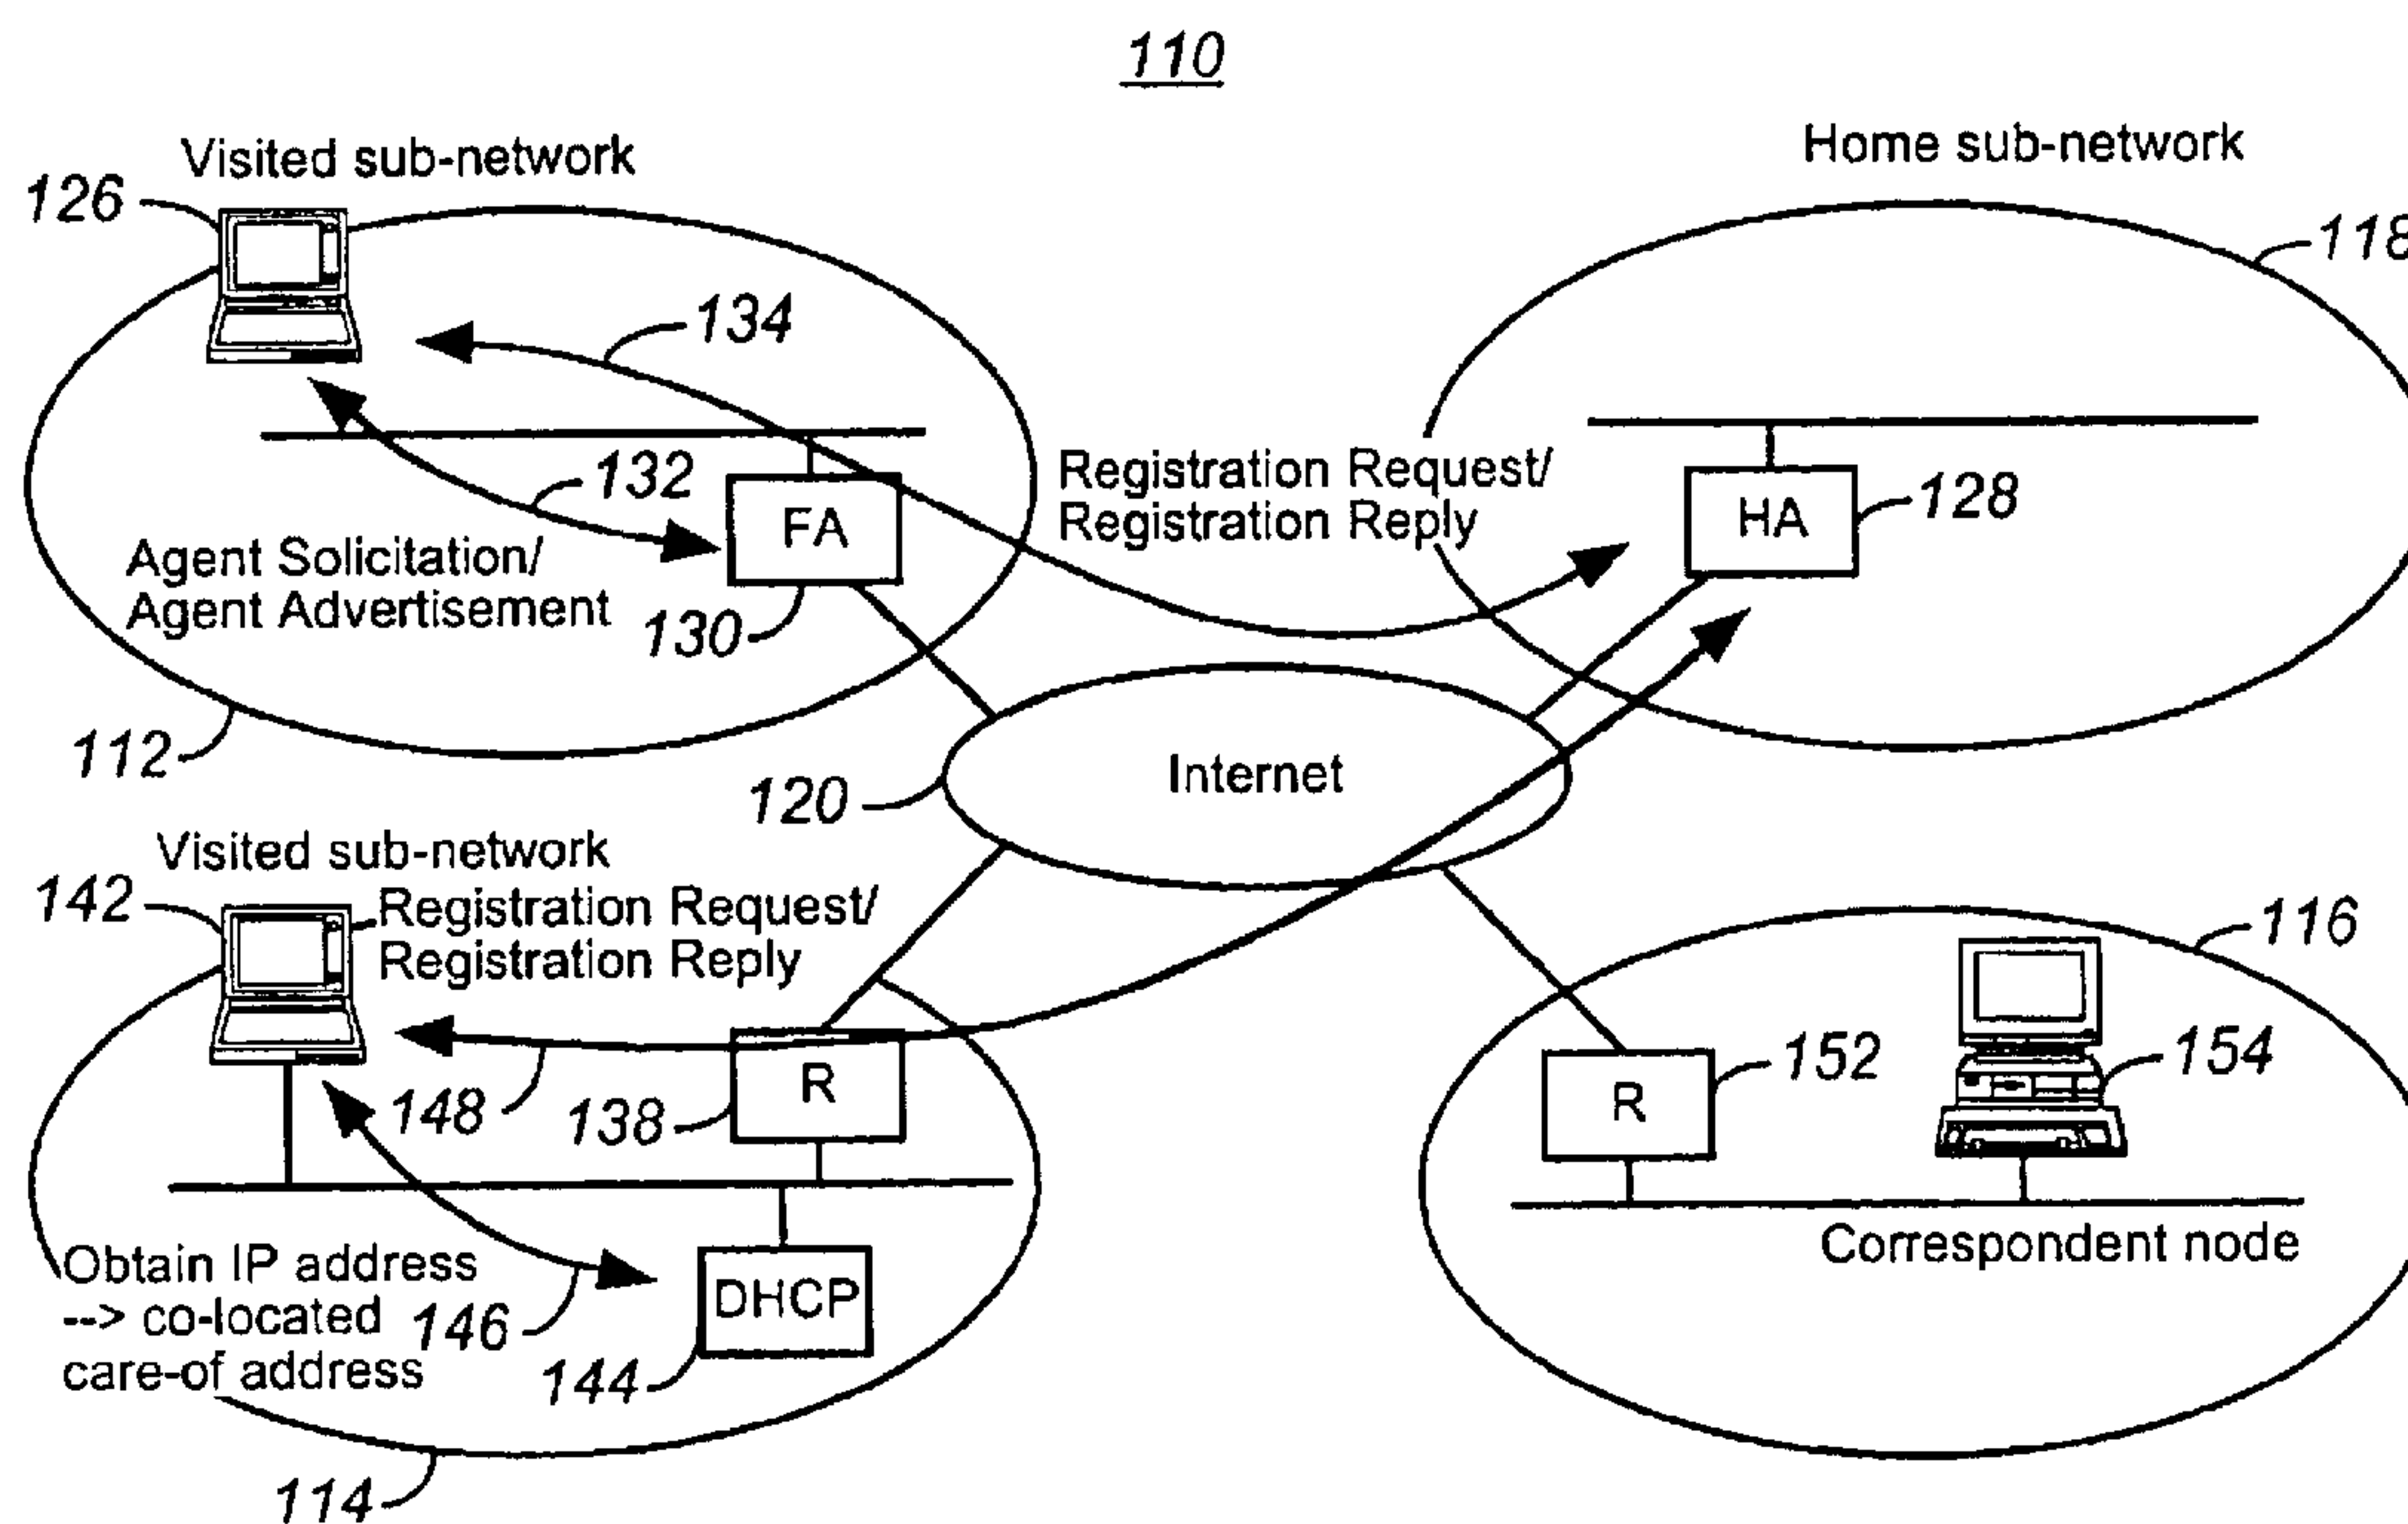 110
Visited sub-network
Home sub-network
126
118
134
132
Registration Request/
Registration Reply
HA
128
FA
Agent Solicitation/
Agent Advertisement
130
112
120
Internet
Visited sub-network
142
Registration Request/
Registration Reply
116
148
138
R
152
R
154
Obtain IP address
--> co-located
care-of address
146
DHCP
144
Correspondent node
114